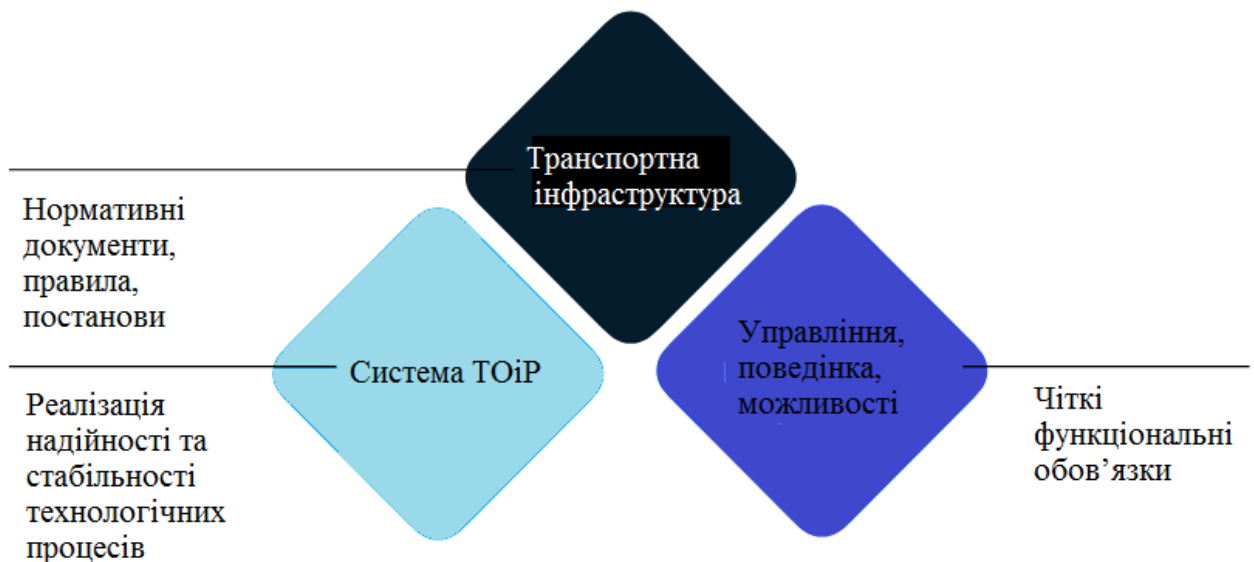 Транспортна
інфраструктура
Нормативні
документи,
правила,
постанови
Система ТОіР
Управління,
поведінка,
можливості
Реалізація
надійності та
стабільності
технологічних
процесів
Чіткі
функціональні
обов’язки